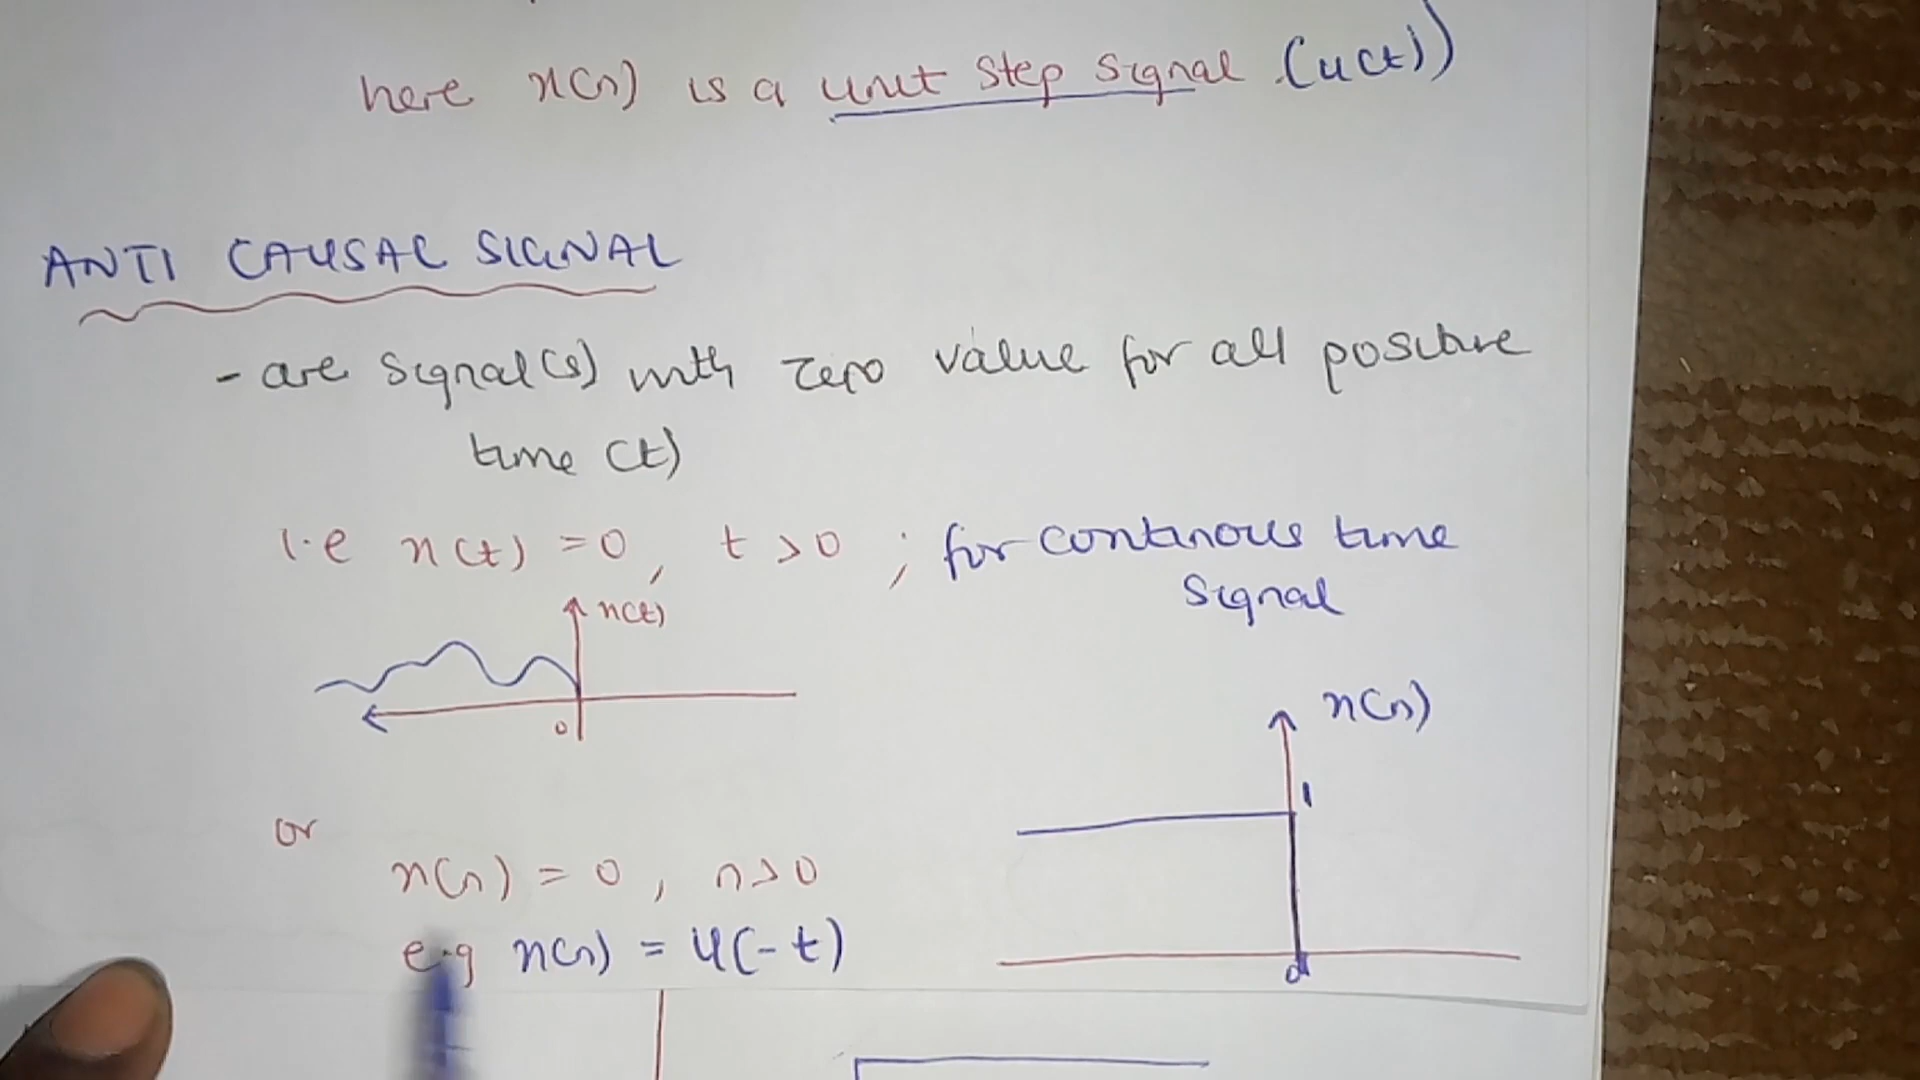 here x(n) is a unit step signal (u(t))
ANTI CAUSAL SIGNAL
- are signal(s) with zero value for all positive
time (t)
i.e x(t) = 0, t > 0 ; for continous time
signal
x(t)
0
x(n)
1
0
or
x(n) = 0, n > 0
e.g x(n) = u(-t)